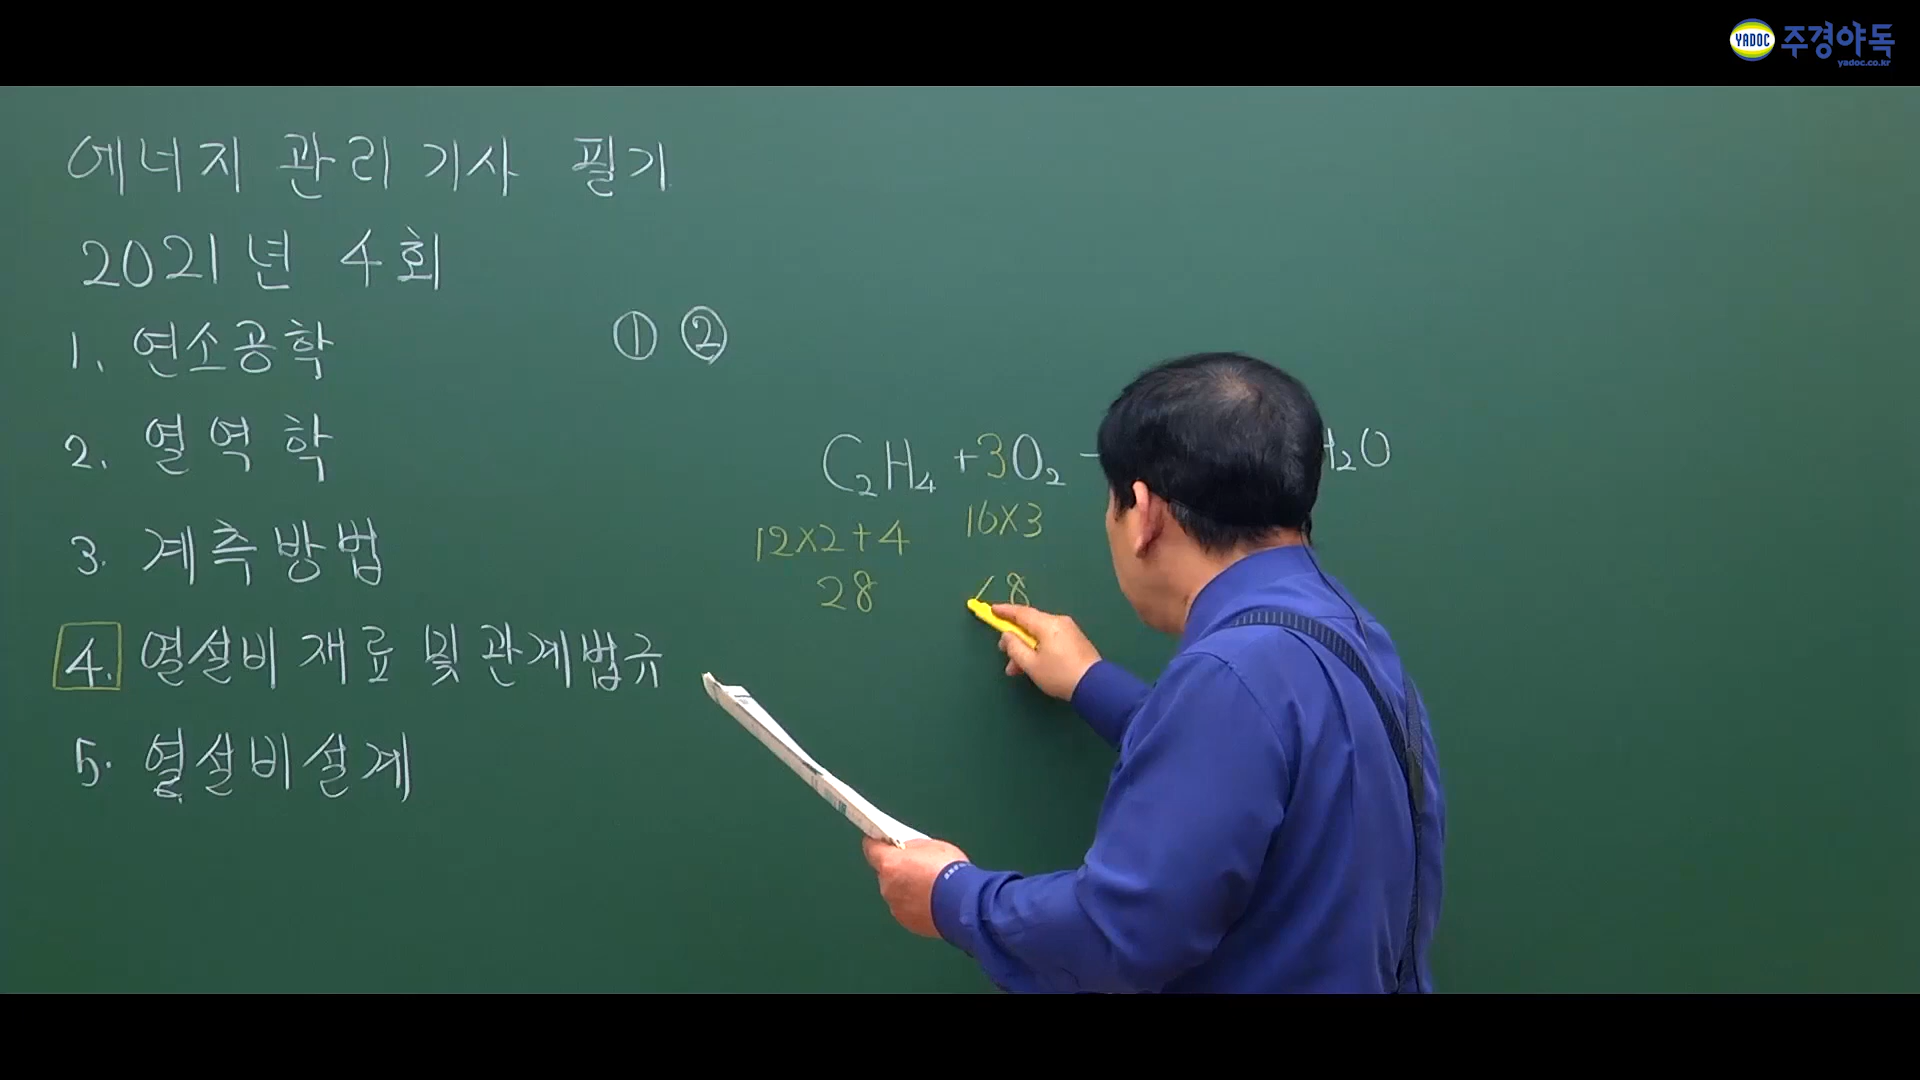 YADOC 주경야독
yadoc.co.kr
에너지 관리 기사 필기
2021년 4회
1. 연소공학
① ②
2. 열역학
C₂H₄ +3O₂ - H₂O
12×2+4 16×3
28 48
3. 계측방법
4. 열설비 재료 및 관계법규
5. 열설비설계